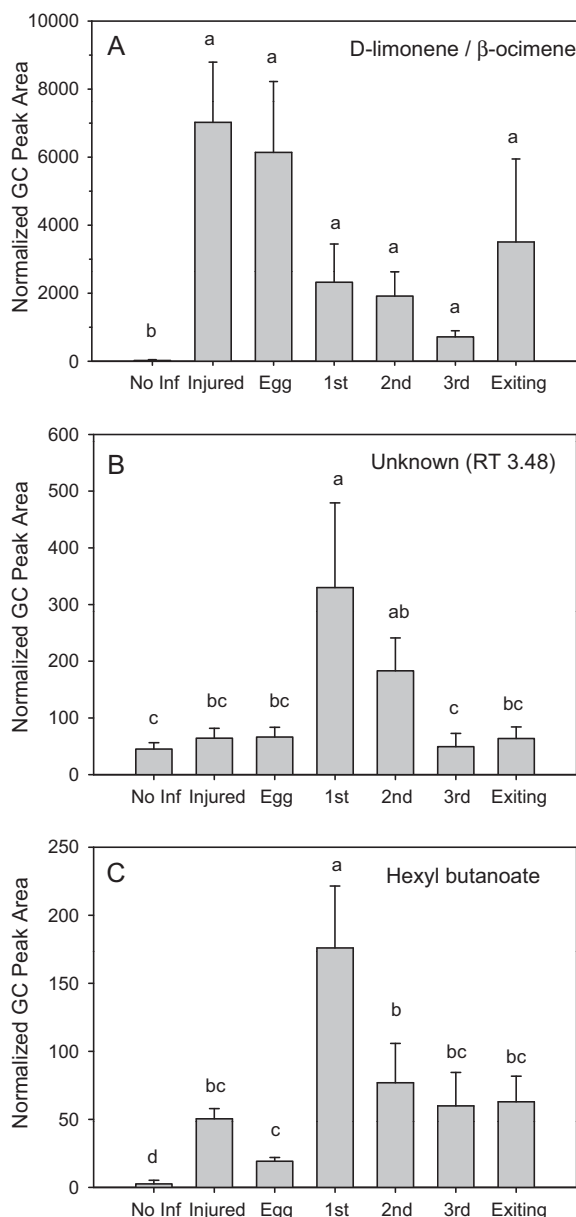 A
D-limonene / β-ocimene
Normalized GC Peak Area
10000
8000
6000
4000
2000
0
b
a
a
a
a
a
a
No Inf Injured Egg 1st 2nd 3rd Exiting
B
Unknown (RT 3.48)
Normalized GC Peak Area
600
500
300
200
100
0
c
bc
bc
a
ab
c
bc
No Inf Injured Egg 1st 2nd 3rd Exiting
C
Hexyl butanoate
Normalized GC Peak Area
250
200
150
100
50
0
d
bc
c
a
b
bc
bc
No Inf Injured Egg 1st 2nd 3rd Exiting